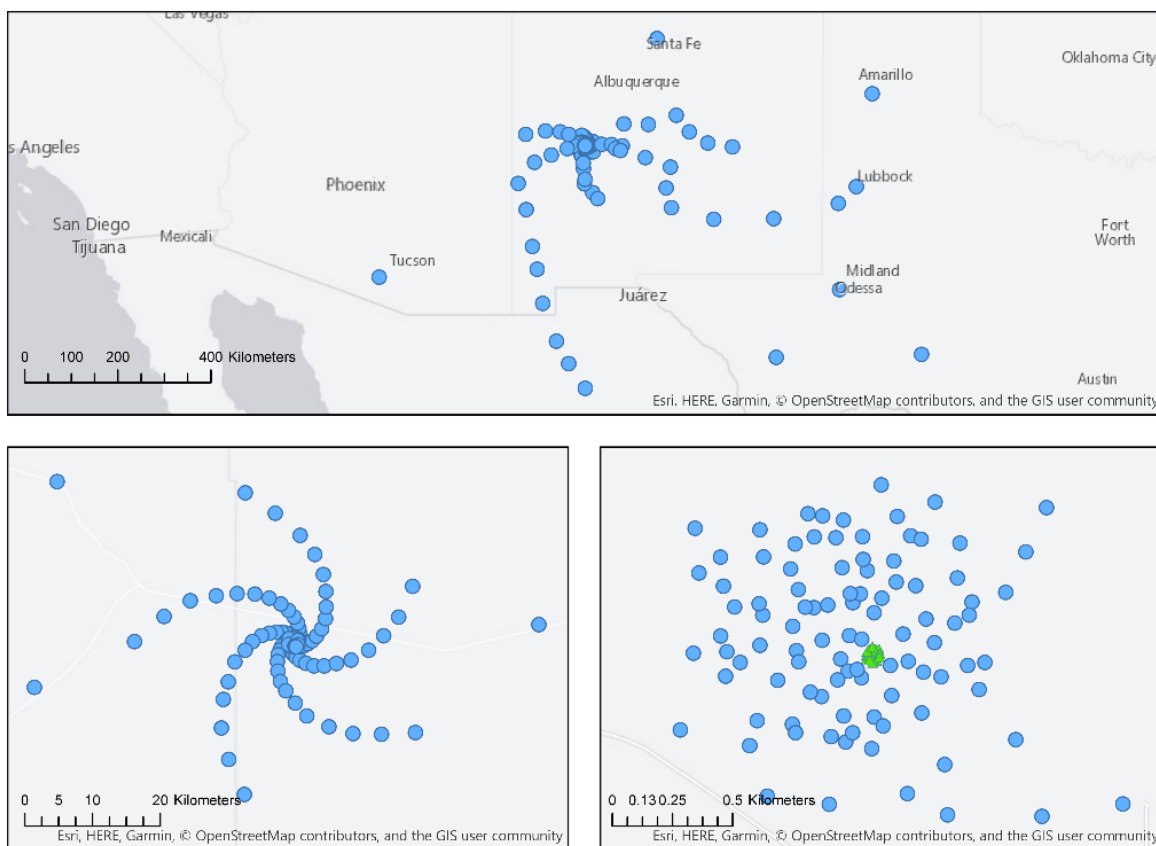 Las Vegas
Santa Fe
Oklahoma City
Amarillo
Albuquerque
s Angeles
Phoenix
Lubbock
San Diego
Tijuana
Mexicali
Fort
Worth
Tucson
Midland
Odessa
Juárez
0 100 200 400 Kilometers
Austin
Esri, HERE, Garmin, © OpenStreetMap contributors, and the GIS user community
0 5 10 20 Kilometers
Esri, HERE, Garmin, © OpenStreetMap contributors, and the GIS user community
0 0.13 0.25 0.5 Kilometers
Esri, HERE, Garmin, © OpenStreetMap contributors, and the GIS user community